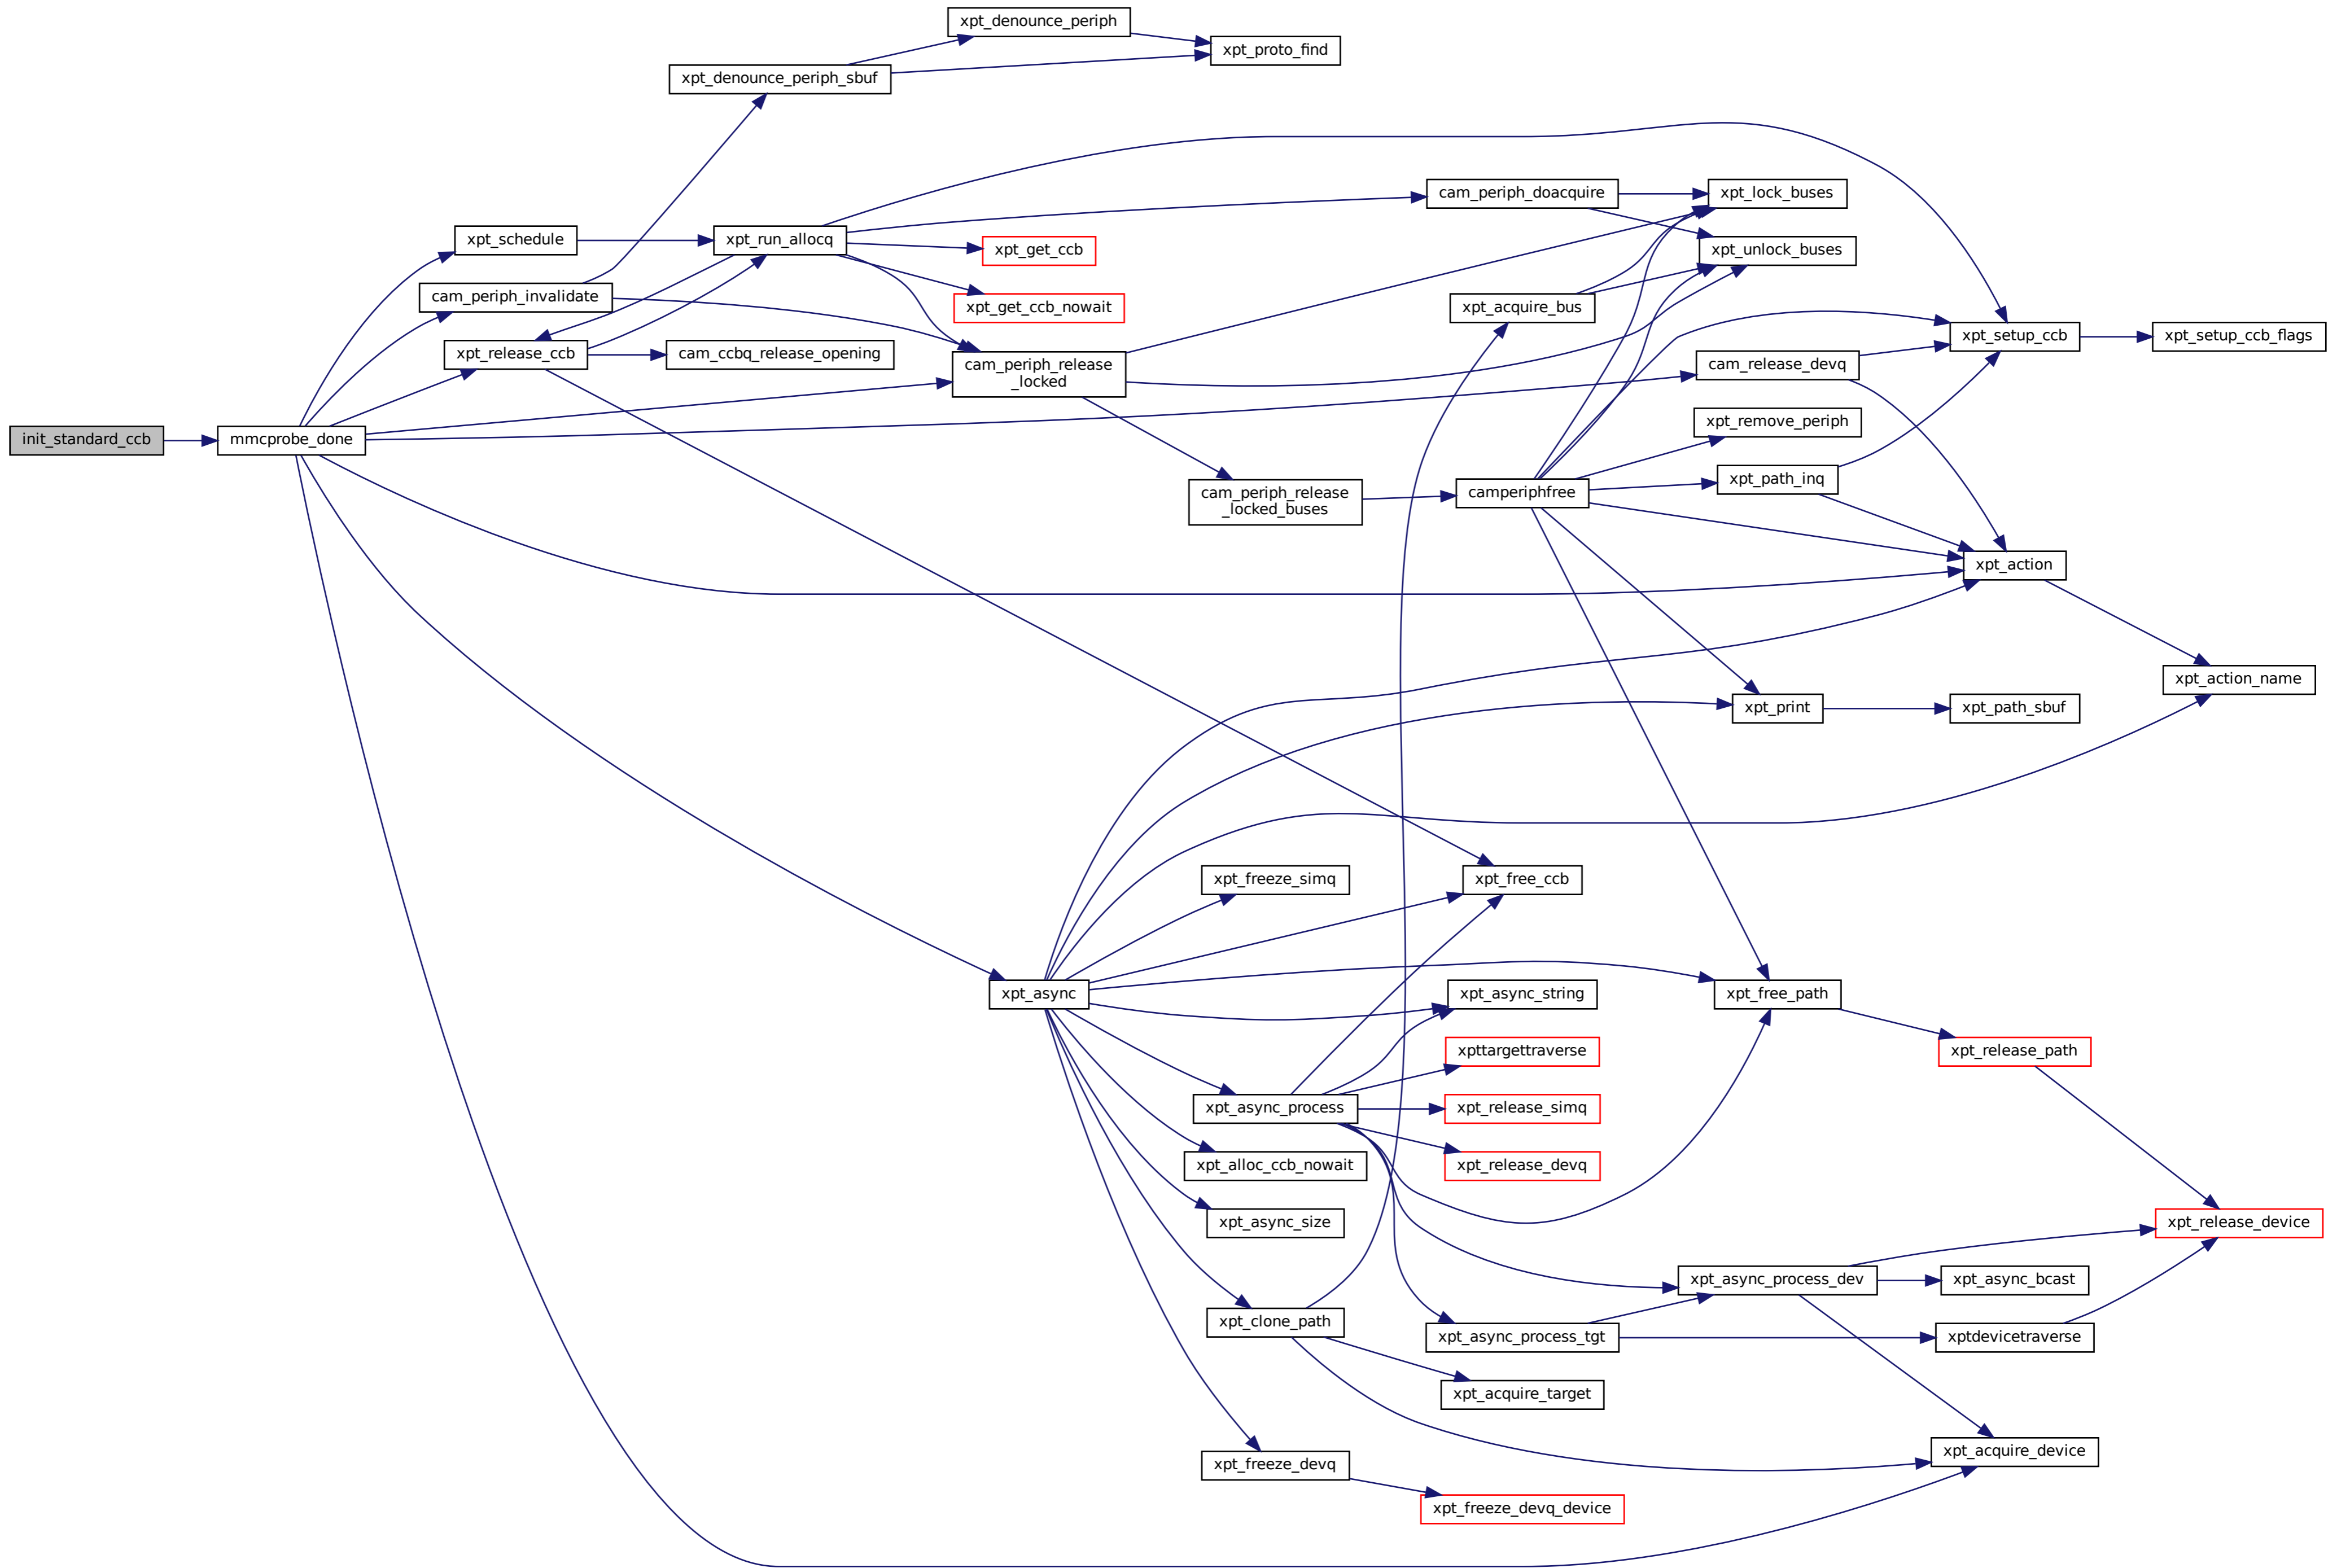 xpt_denounce_periph
xpt_proto_find
xpt_denounce_periph_sbuf
cam_periph_doacquire
xpt_lock_buses
xpt_schedule
xpt_run_allocq
xpt_get_ccb
xpt_unlock_buses
cam_periph_invalidate
xpt_get_ccb_nowait
xpt_acquire_bus
xpt_setup_ccb
xpt_setup_ccb_flags
xpt_release_ccb
cam_ccbq_release_opening
cam_periph_release
_locked
cam_release_devq
xpt_remove_periph
init_standard_ccb
mmcprobe_done
xpt_path_inq
cam_periph_release
_locked_buses
camperiphfree
xpt_action
xpt_action_name
xpt_print
xpt_path_sbuf
xpt_freeze_simq
xpt_free_ccb
xpt_async
xpt_async_string
xpt_free_path
xpttargettraverse
xpt_release_path
xpt_async_process
xpt_release_simq
xpt_alloc_ccb_nowait
xpt_release_devq
xpt_async_size
xpt_release_device
xpt_async_process_dev
xpt_async_bcast
xpt_clone_path
xpt_async_process_tgt
xptdevicetraverse
xpt_acquire_target
xpt_freeze_devq
xpt_acquire_device
xpt_freeze_devq_device